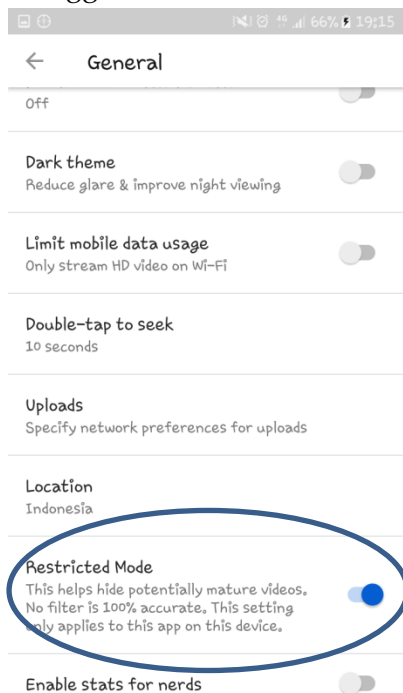 66% 19:15
General
Off
Dark theme
Reduce glare & improve night viewing
Limit mobile data usage
Only stream HD video on Wi-Fi
Double-tap to seek
10 seconds
Uploads
Specify network preferences for uploads
Location
Indonesia
Restricted Mode
This helps hide potentially mature videos.
No filter is 100% accurate. This setting
only applies to this app on this device.
Enable stats for nerds